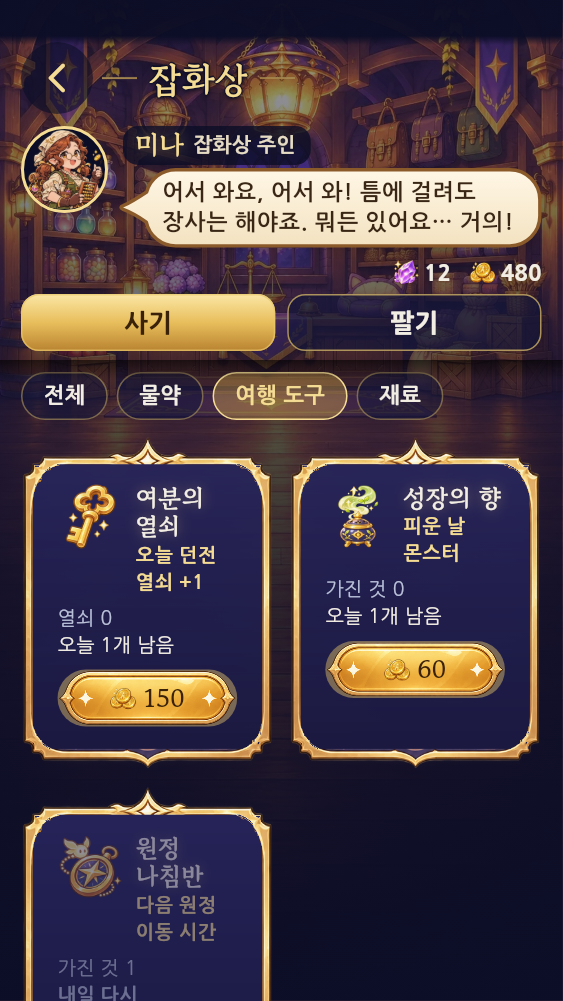 잡화상
미나 잡화상 주인
어서 와요, 어서 와! 틈에 걸려도
장사는 해야죠. 뭐든 있어요… 거의!
12 480
사기 팔기
전체 물약 여행 도구 재료
여분의
열쇠
오늘 던전
열쇠 +1
열쇠 0
오늘 1개 남음
150
성장의 향
피운 날
몬스터
가진 것 0
오늘 1개 남음
60
원정
나침반
다음 원정
이동 시간
가진 것 1
내일 다시